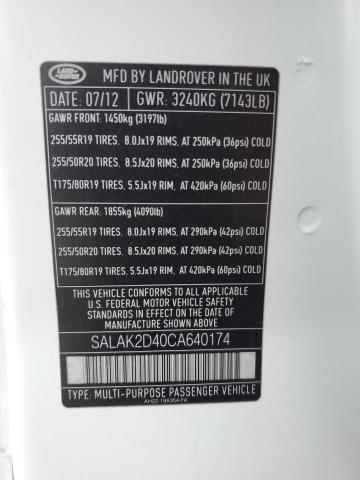 LAND-ROVER
MFD BY LANDROVER IN THE UK
DATE: 07/12 GWR: 3240KG (7143LB)
GAWR FRONT: 1450kg (3197lb)
255/55R19 TIRES. 8.0Jx19 RIMS, AT 250kPa (36psi) COLD
255/50R20 TIRES. 8.5Jx20 RIMS, AT 250kPa (36psi) COLD
T175/80R19 TIRES. 5.5Jx19 RIM, AT 420kPa (60psi) COLD
GAWR REAR: 1855kg (4090lb)
255/55R19 TIRES. 8.0Jx19 RIMS, AT 290kPa (42psi) COLD
255/50R20 TIRES. 8.5Jx20 RIMS, AT 290kPa (42psi) COLD
T175/80R19 TIRES. 5.5Jx19 RIM, AT 420kPa (60psi) COLD
THIS VEHICLE CONFORMS TO ALL APPLICABLE
U.S. FEDERAL MOTOR VEHICLE SAFETY
STANDARDS IN EFFECT ON THE DATE OF
MANUFACTURE SHOWN ABOVE.
SALAK2D40CA640174
TYPE: MULTI-PURPOSE PASSENGER VEHICLE
AH22-19A354-FA